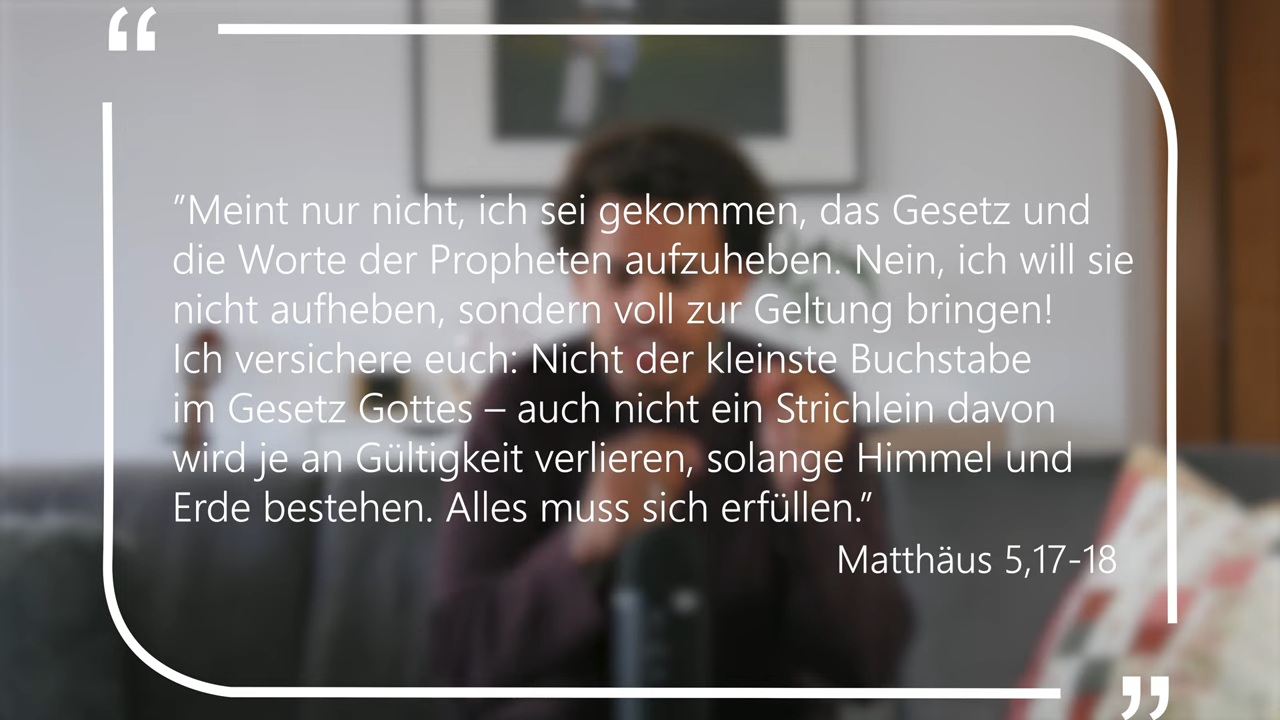 “
”Meint nur nicht, ich sei gekommen, das Gesetz und
die Worte der Propheten aufzuheben. Nein, ich will sie
nicht aufheben, sondern voll zur Geltung bringen!
Ich versichere euch: Nicht der kleinste Buchstabe
im Gesetz Gottes – auch nicht ein Strichlein davon
wird je an Gültigkeit verlieren, solange Himmel und
Erde bestehen. Alles muss sich erfüllen.”
Matthäus 5,17-18
”